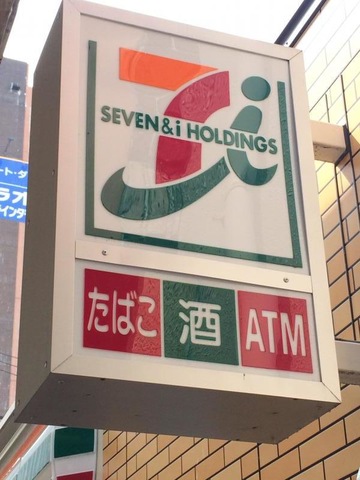 SEVEN & i HOLDINGS
たばこ 酒 ATM